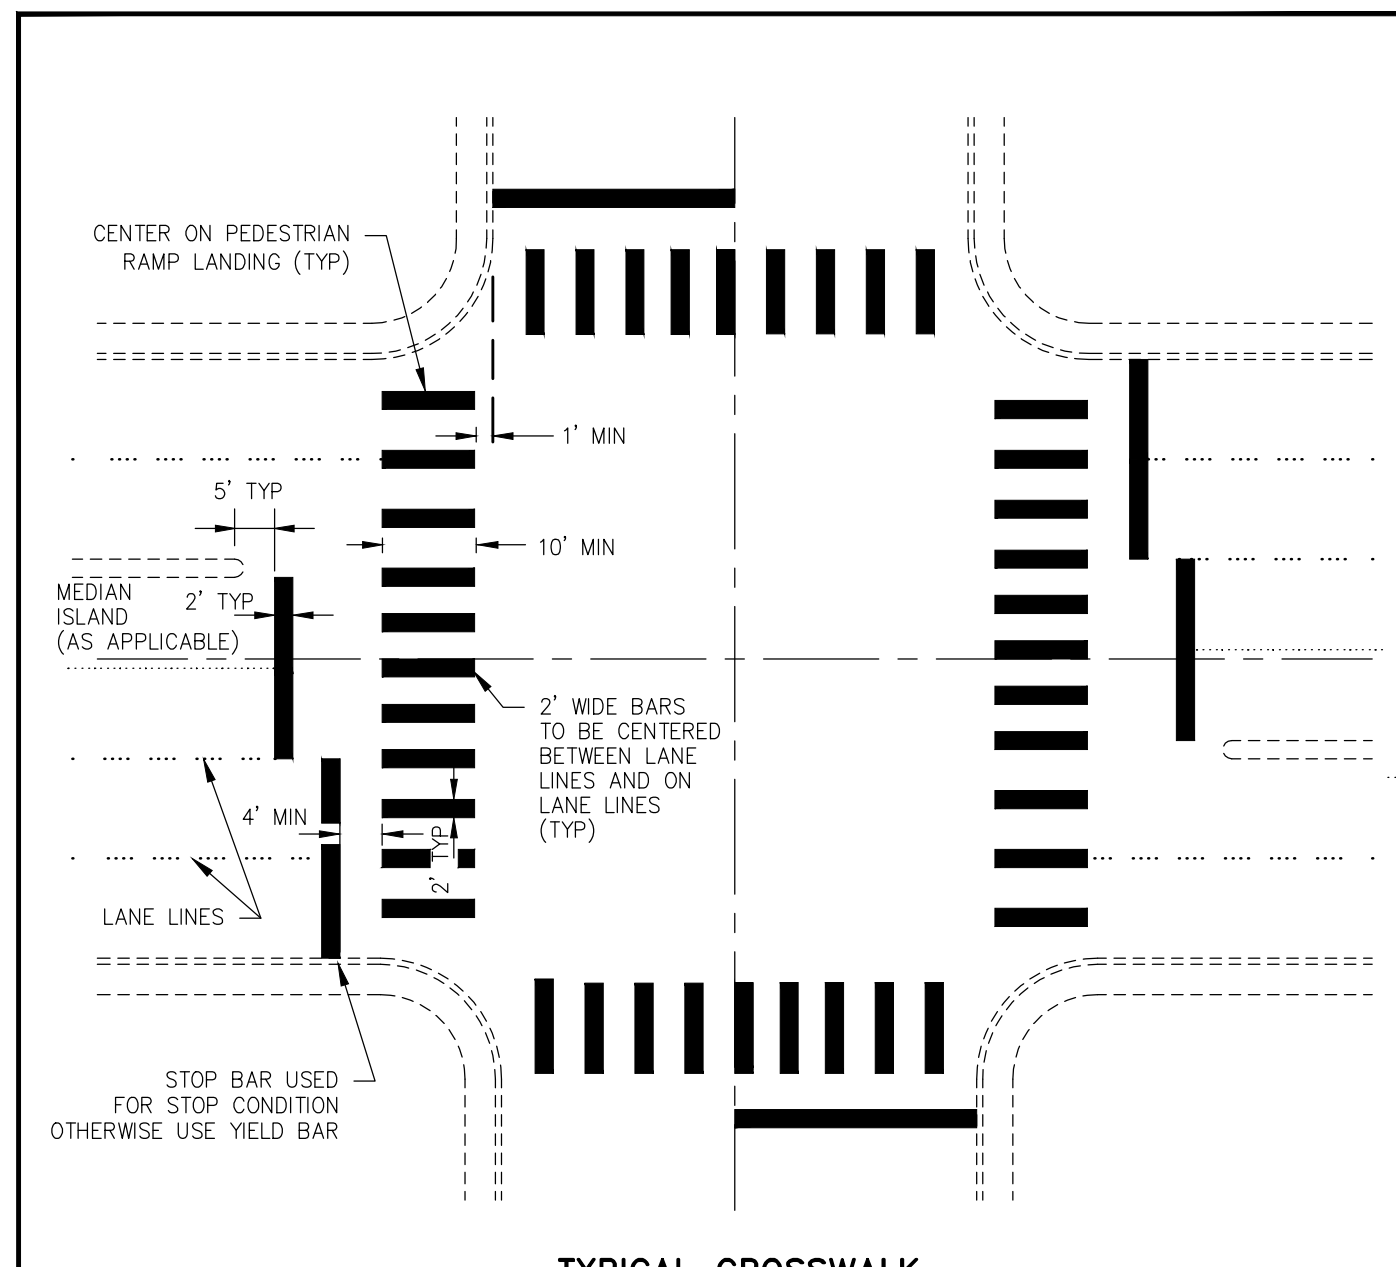 CENTER ON PEDESTRIAN
RAMP LANDING (TYP)
1' MIN
5' TYP
10' MIN
MEDIAN
ISLAND
(AS APPLICABLE)
2' TYP
2' WIDE BARS
TO BE CENTERED
BETWEEN LANE
LINES AND ON
LANE LINES
(TYP)
4' MIN
2' TYP
LANE LINES
STOP BAR USED
FOR STOP CONDITION
OTHERWISE USE YIELD BAR
TYPICAL CROSSWALK